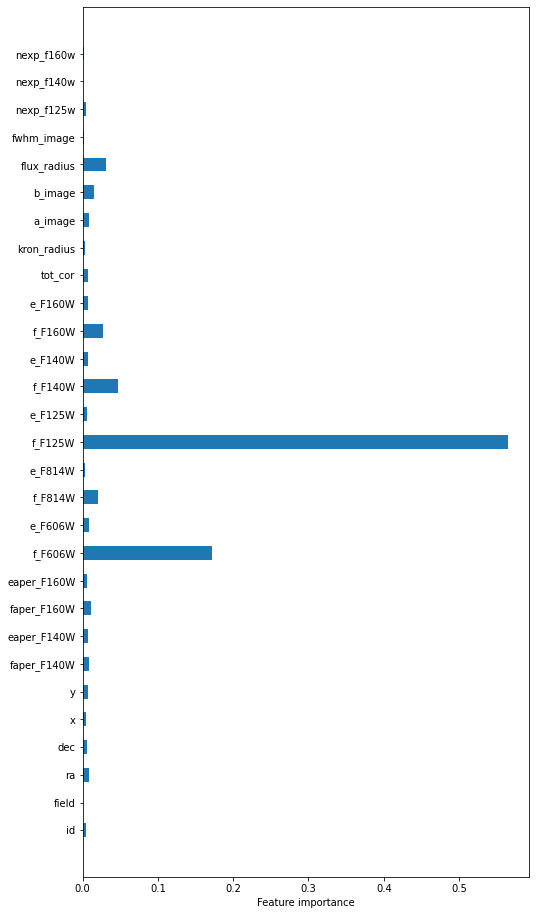 nexp_f160w
nexp_f140w
nexp_f125w
fwhm_image
flux_radius
b_image
a_image
kron_radius
tot_cor
e_F160W
f_F160W
e_F140W
f_F140W
e_F125W
f_F125W
e_F814W
f_F814W
e_F606W
f_F606W
eaper_F160W
faper_F160W
eaper_F140W
faper_F140W
y
x
dec
ra
field
id
0.0 0.1 0.2 0.3 0.4 0.5
Feature importance